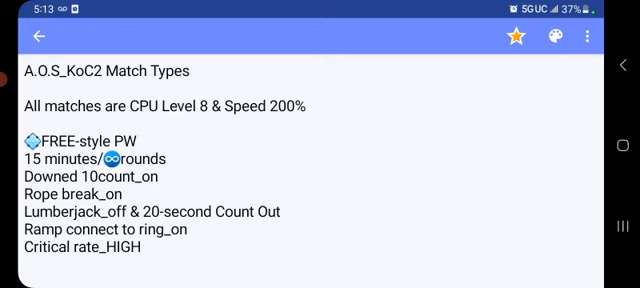 5:13
5GUC 37%
A.O.S_KoC2 Match Types
All matches are CPU Level 8 & Speed 200%
💠FREE-style PW
15 minutes/♾️rounds
Downed 10count_on
Rope break_on
Lumberjack_off & 20-second Count Out
Ramp connect to ring_on
Critical rate_HIGH